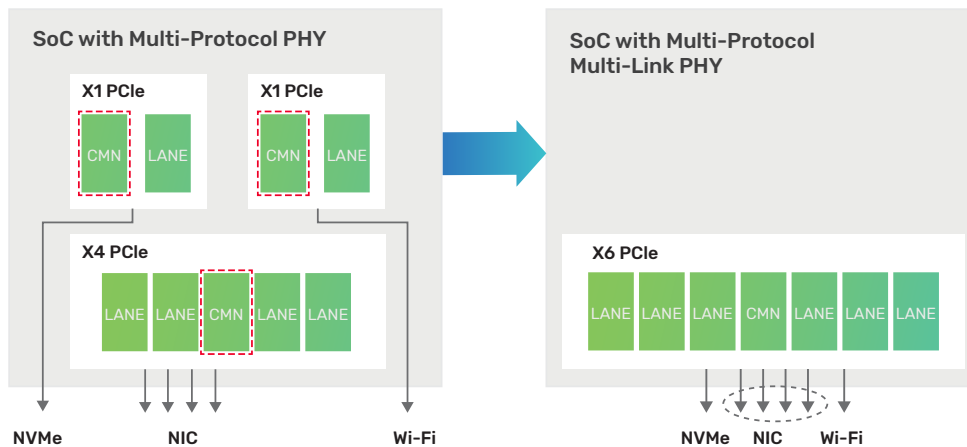 SoC with Multi-Protocol PHY
X1 PCIe
X1 PCIe
CMN
LANE
CMN
LANE
X4 PCIe
LANE
LANE
CMN
LANE
LANE
NVMe
NIC
Wi-Fi
SoC with Multi-Protocol
Multi-Link PHY
X6 PCIe
LANE
LANE
LANE
CMN
LANE
LANE
LANE
NVMe
NIC
Wi-Fi